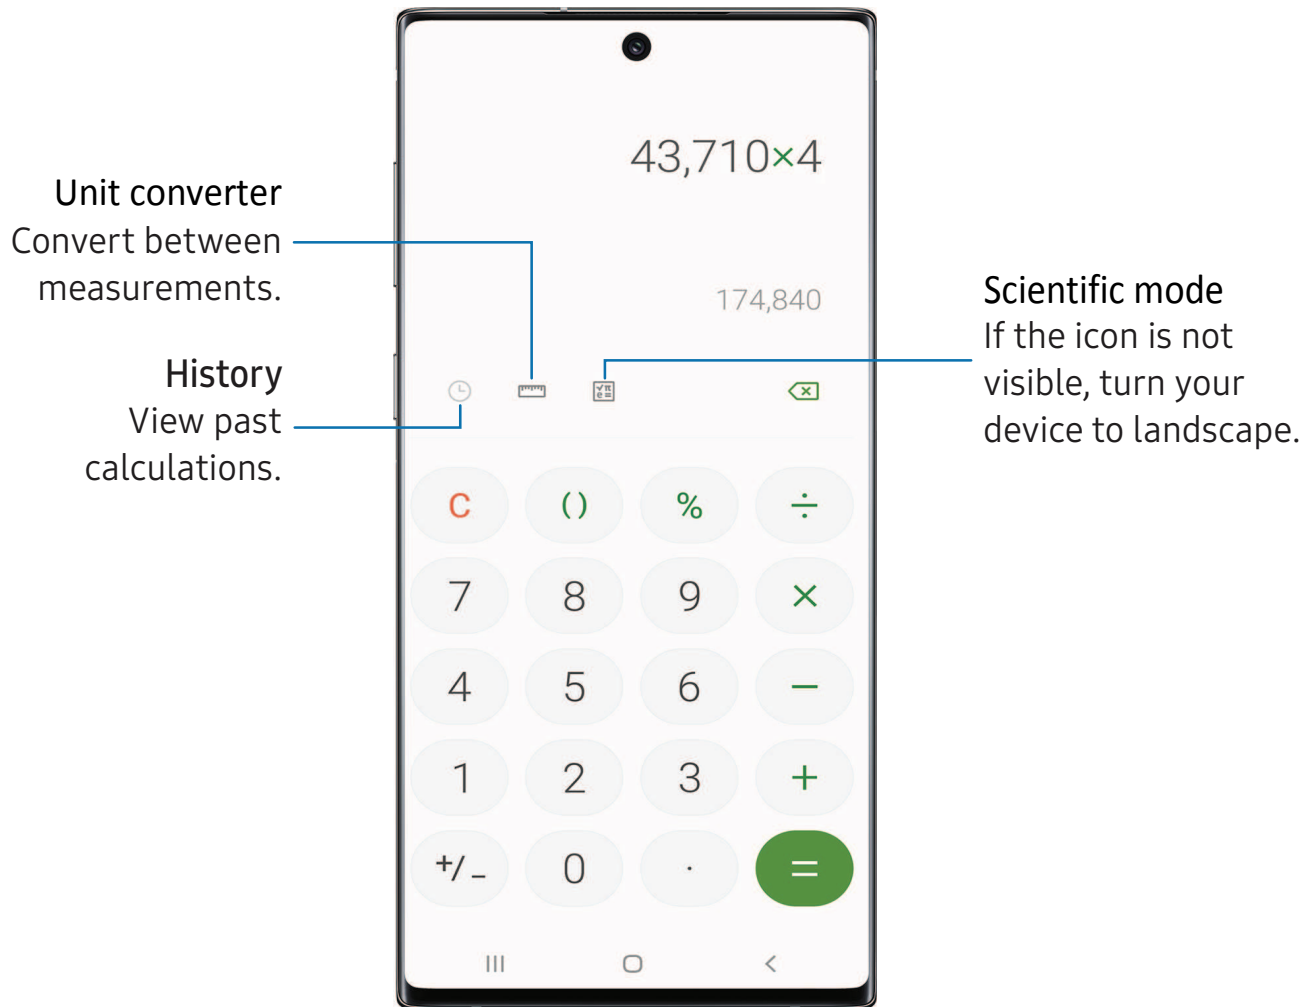 43,710×4
Unit converter
Convert between
measurements.
174,840
Scientific mode
If the icon is not
visible, turn your
device to landscape.
History
View past
calculations.
√π
e=
C ( ) % ÷
7 8 9 ×
4 5 6 −
1 2 3 +
+/− 0 . =